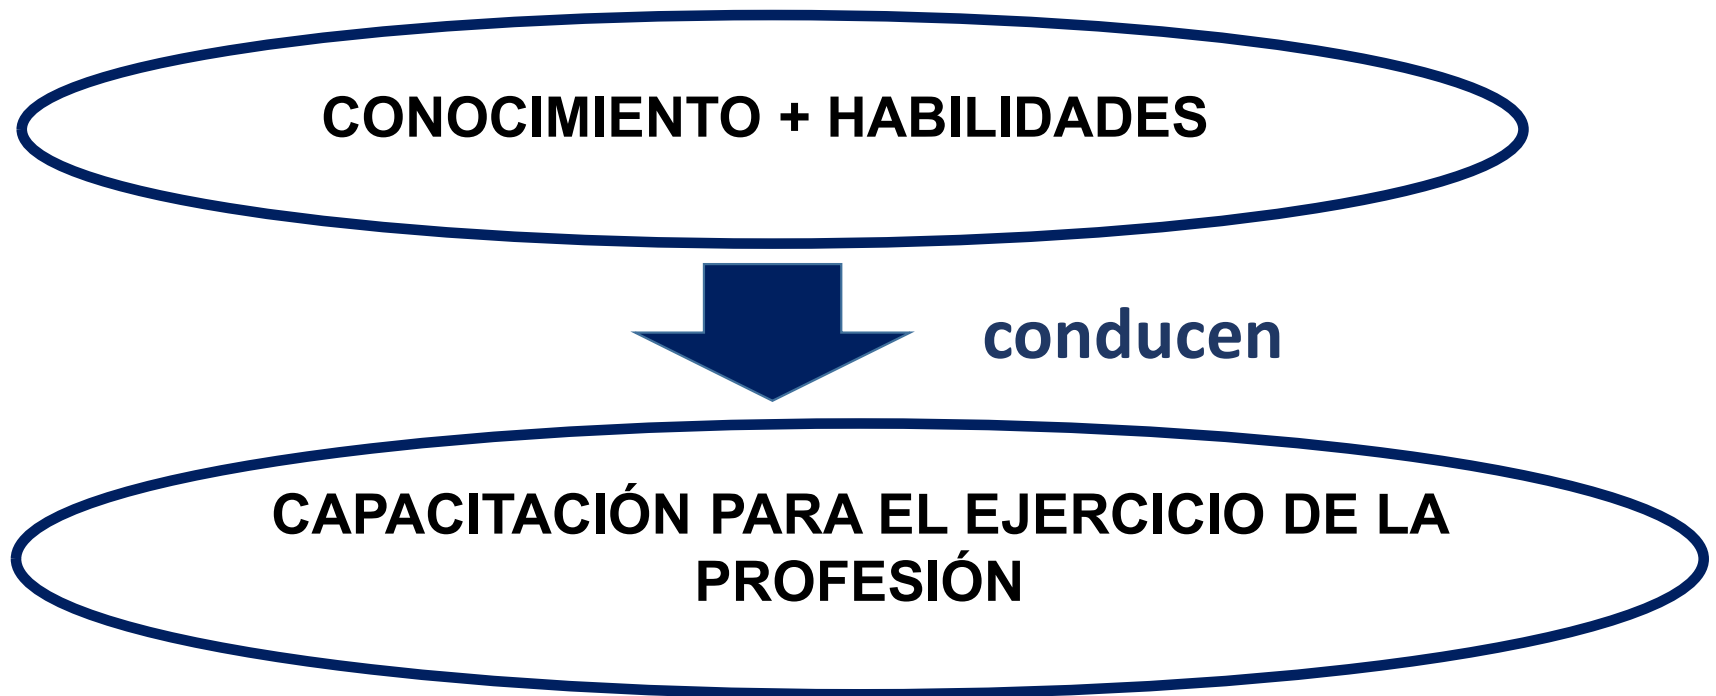 CONOCIMIENTO + HABILIDADES
conducen
CAPACITACIÓN PARA EL EJERCICIO DE LA
PROFESIÓN